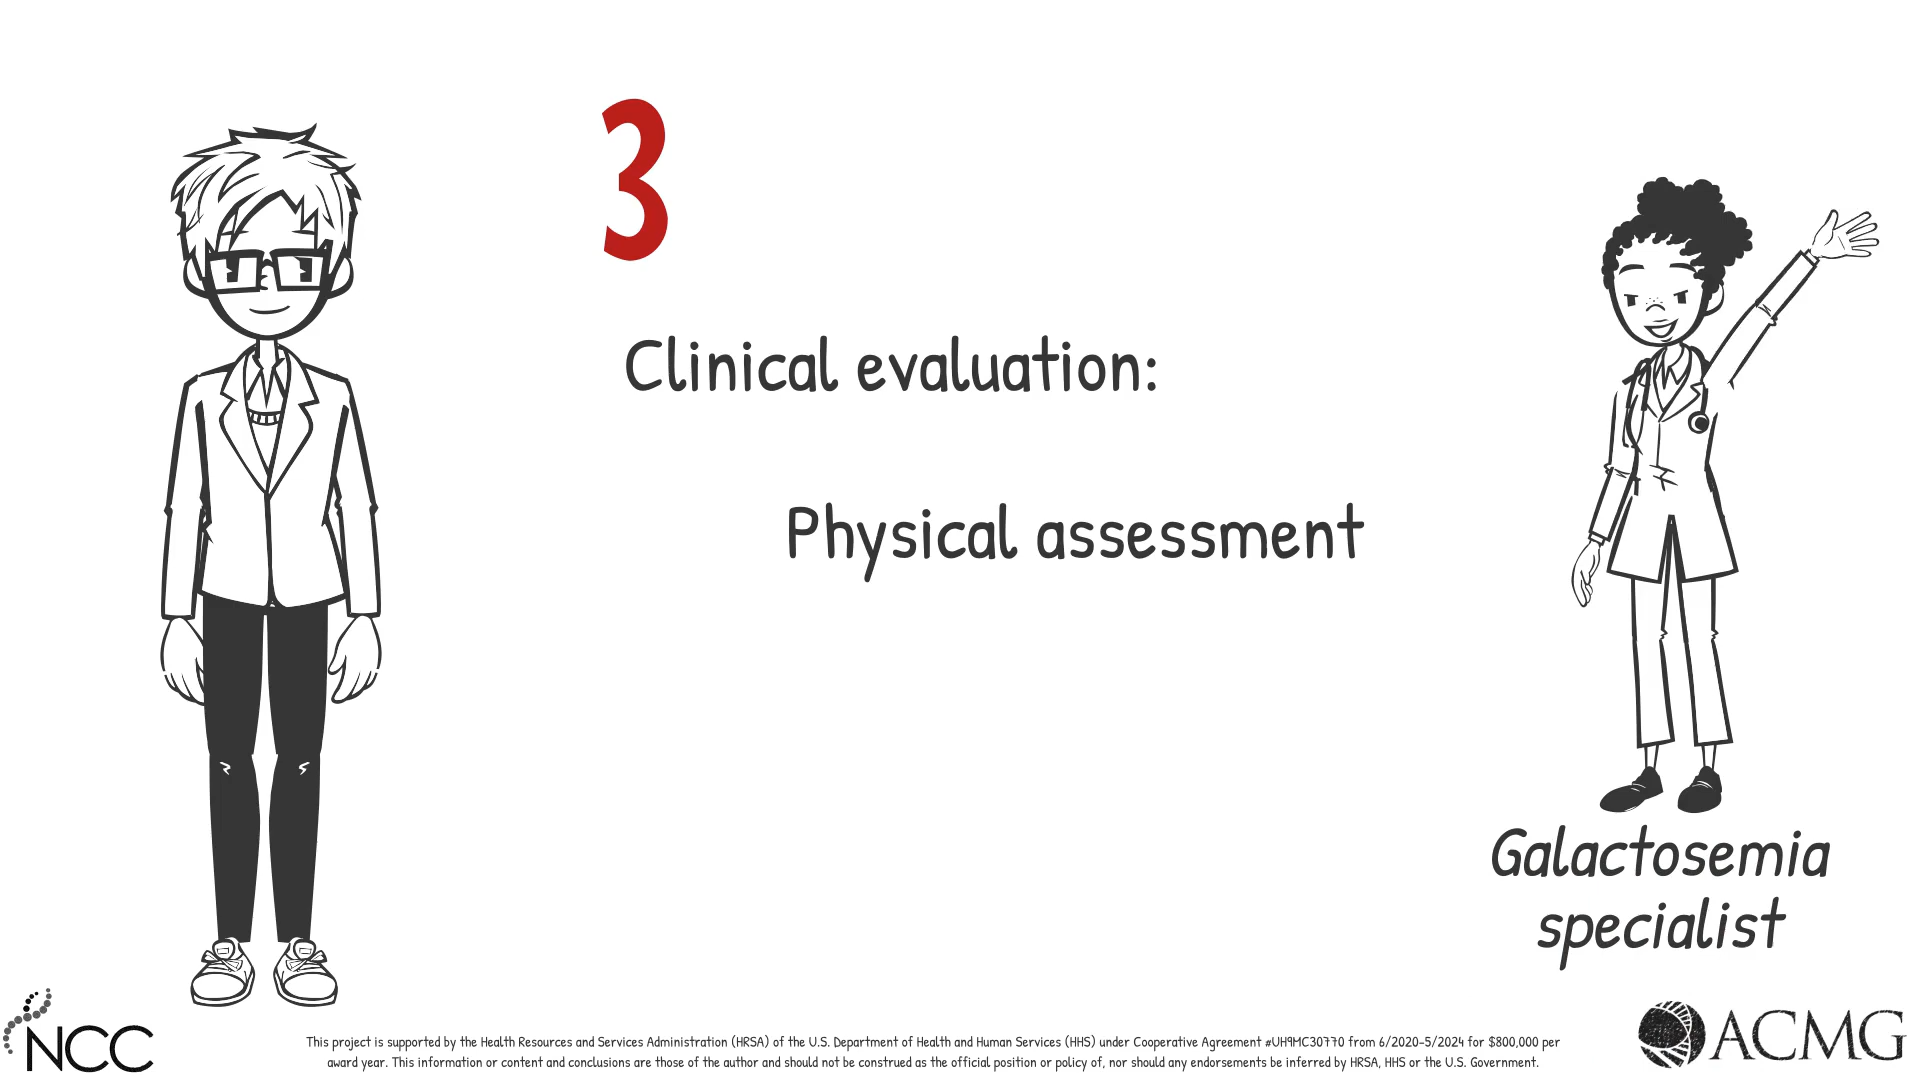 3
Clinical evaluation:
Physical assessment
Galactosemia
specialist
NCC
This project is supported by the Health Resources and Services Administration (HRSA) of the U.S. Department of Health and Human Services (HHS) under Cooperative Agreement #UH9MC30770 from 6/2020-5/2024 for $800,000 per
award year. This information or content and conclusions are those of the author and should not be construed as the official position or policy of, nor should any endorsements be inferred by HRSA, HHS or the U.S. Government.
ACMG